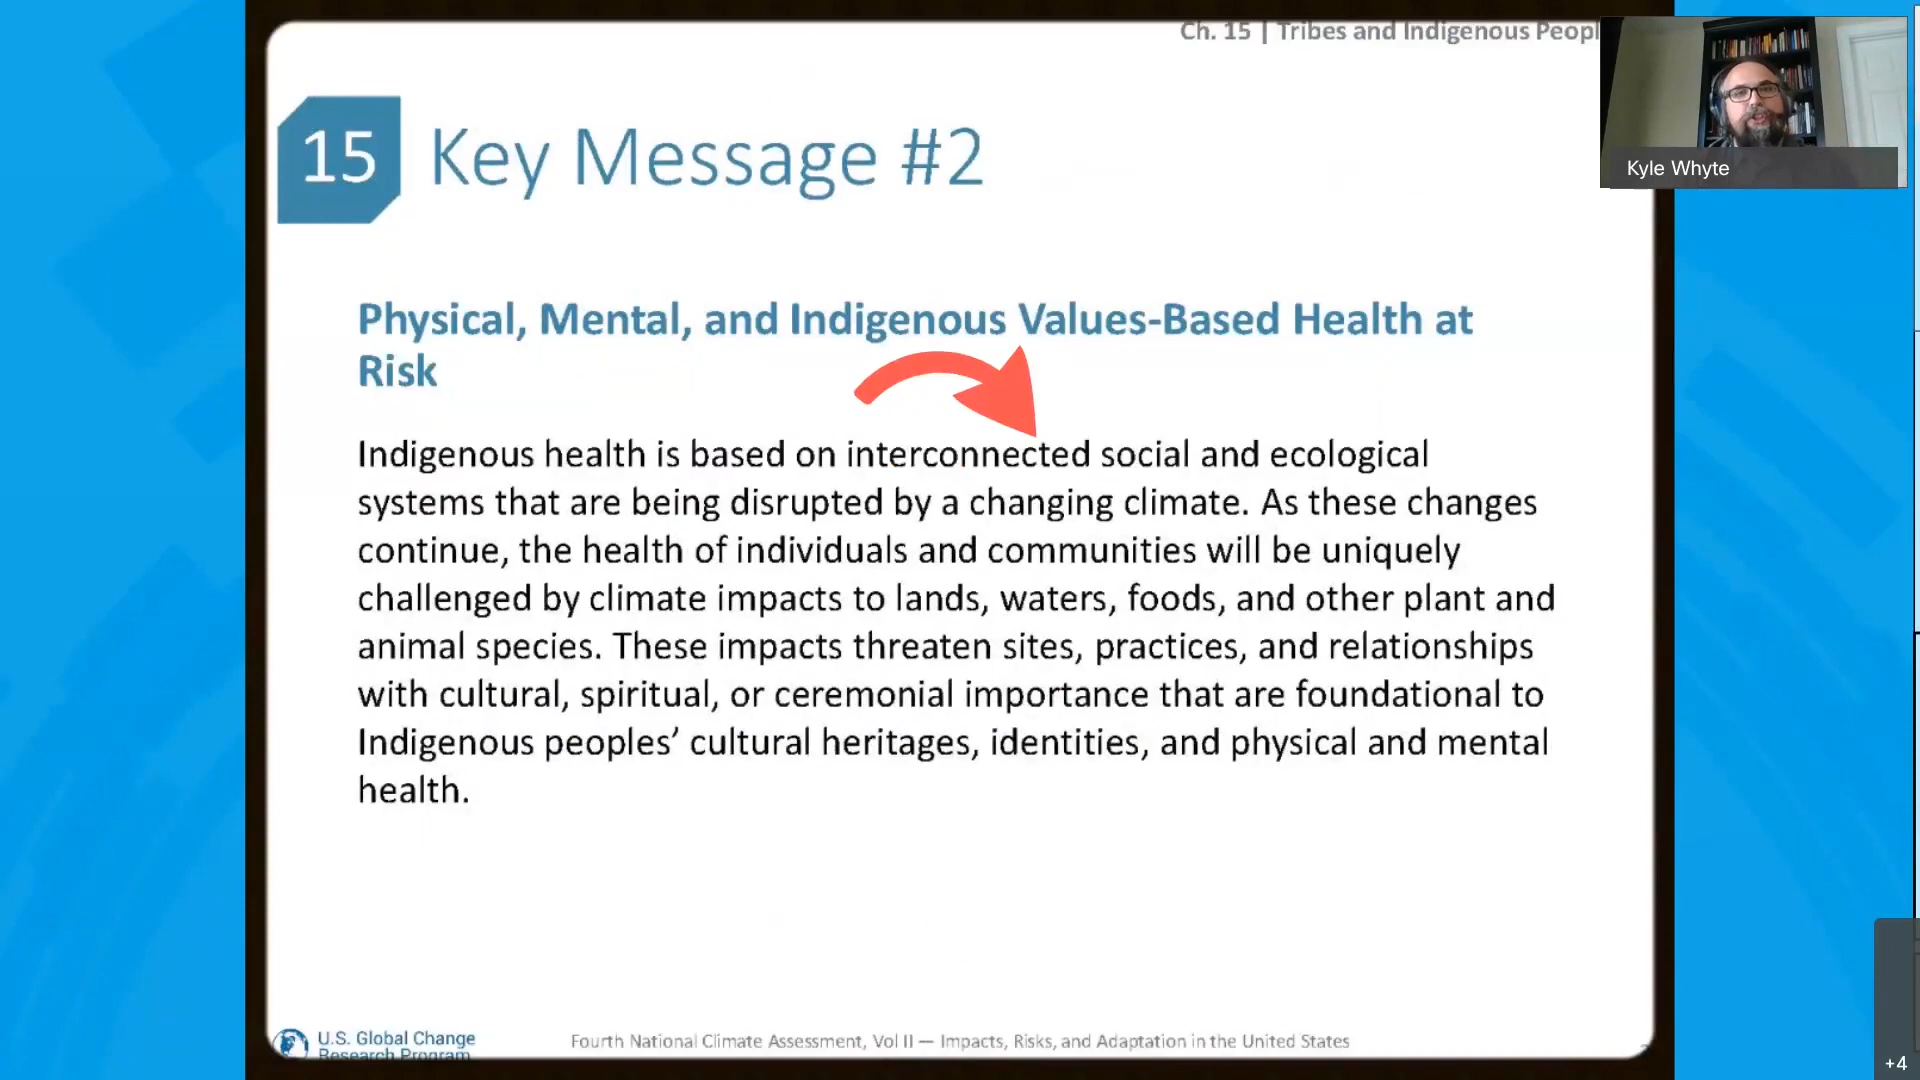 Ch. 15 | Tribes and Indigenous Peopl
Kyle Whyte
15
Key Message #2
Physical, Mental, and Indigenous Values-Based Health at
Risk
Indigenous health is based on interconnected social and ecological
systems that are being disrupted by a changing climate. As these changes
continue, the health of individuals and communities will be uniquely
challenged by climate impacts to lands, waters, foods, and other plant and
animal species. These impacts threaten sites, practices, and relationships
with cultural, spiritual, or ceremonial importance that are foundational to
Indigenous peoples’ cultural heritages, identities, and physical and mental
health.
U.S. Global Change
Research Program
Fourth National Climate Assessment, Vol II — Impacts, Risks, and Adaptation in the United States
+4